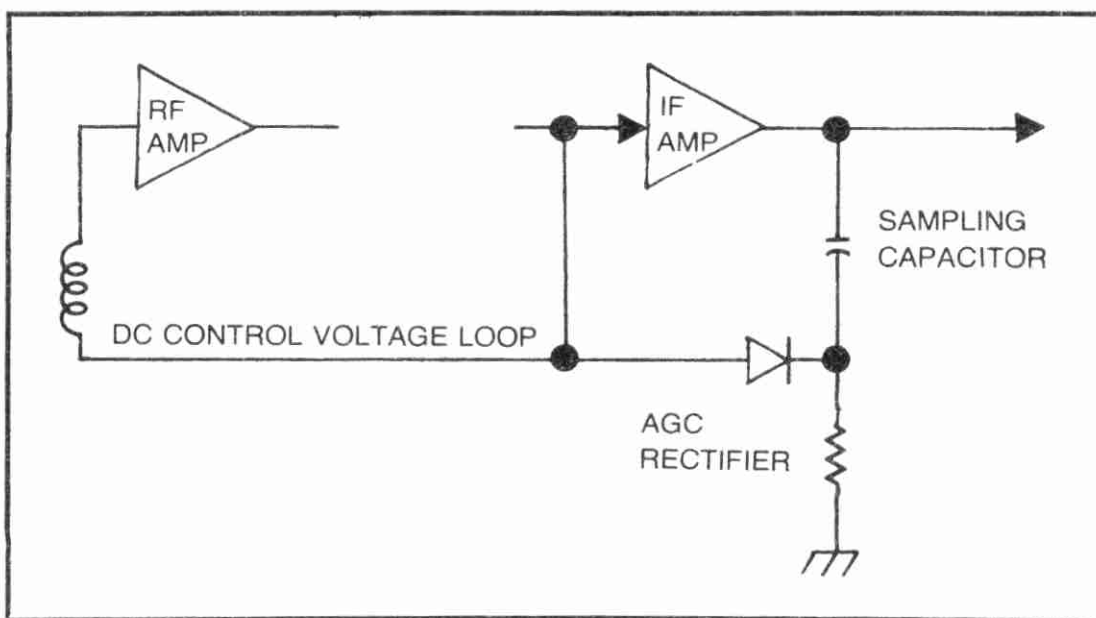 RF
AMP
IF
AMP
SAMPLING
CAPACITOR
DC CONTROL VOLTAGE LOOP
AGC
RECTIFIER